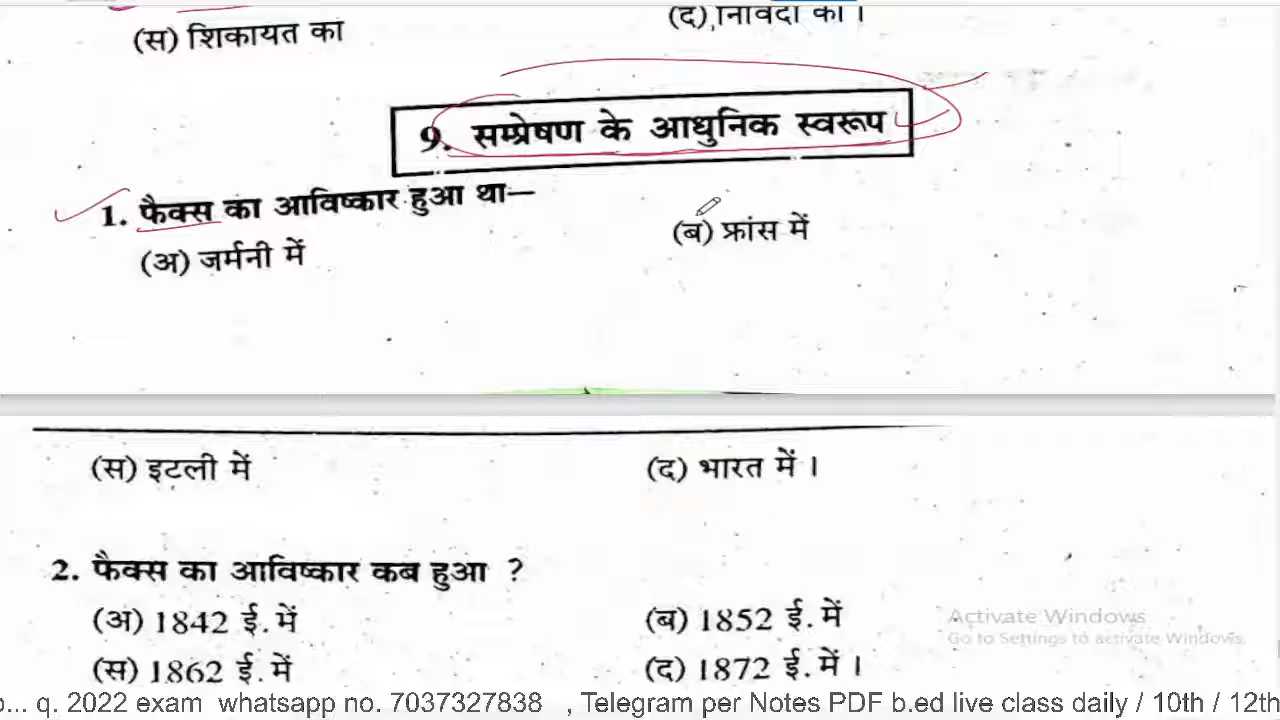 (स) शिकायत का
(द) निविदा का ।
9. सम्प्रेषण के आधुनिक स्वरूप
1. फैक्स का आविष्कार हुआ था—
(अ) जर्मनी में
(ब) फ्रांस में
(स) इटली में
(द) भारत में ।
2. फैक्स का आविष्कार कब हुआ ?
(अ) 1842 ई. में
(ब) 1852 ई. में
(स) 1862 ई. में
(द) 1872 ई. में ।
Activate Windows
Go to Settings to activate Windows.
q. 2022 exam whatsapp no. 7037327838 , Telegram per Notes PDF b.ed live class daily / 10th / 12th